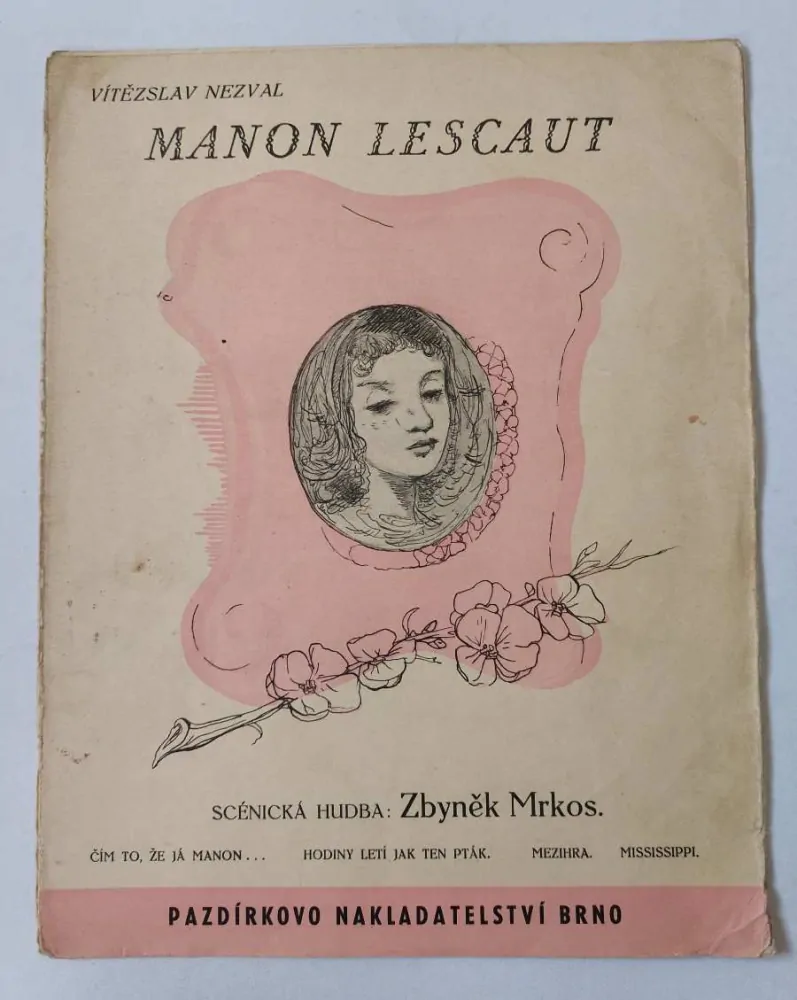 VÍTĚZSLAV NEZVAL
MANON LESCAUT
SCÉNICKÁ HUDBA: Zbyněk Mrkos.
ČÍM TO, ŽE JÁ MANON... HODINY LETÍ JAK TEN PTÁK. MEZIHRA. MISSISSIPPI.
PAZDÍRKOVO NAKLADATELSTVÍ BRNO